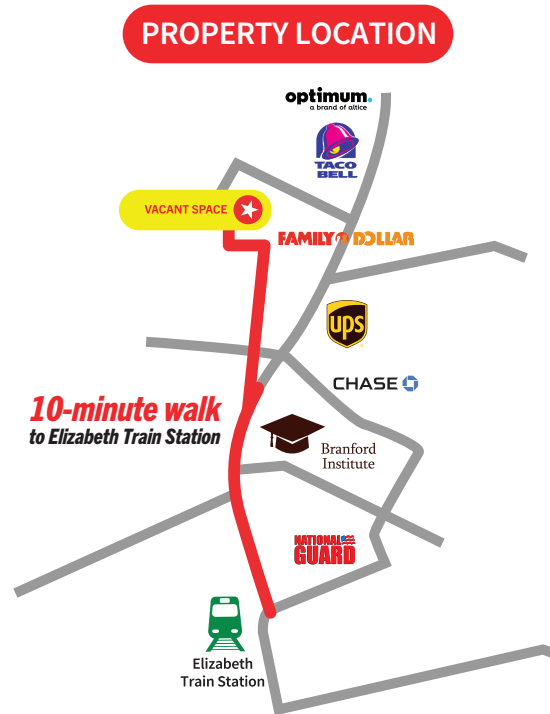 PROPERTY LOCATION
optimum.
a brand of altice
TACO
BELL
VACANT SPACE
FAMILY DOLLAR
ups
CHASE
10-minute walk
to Elizabeth Train Station
Branford
Institute
NATIONAL
GUARD
Elizabeth
Train Station